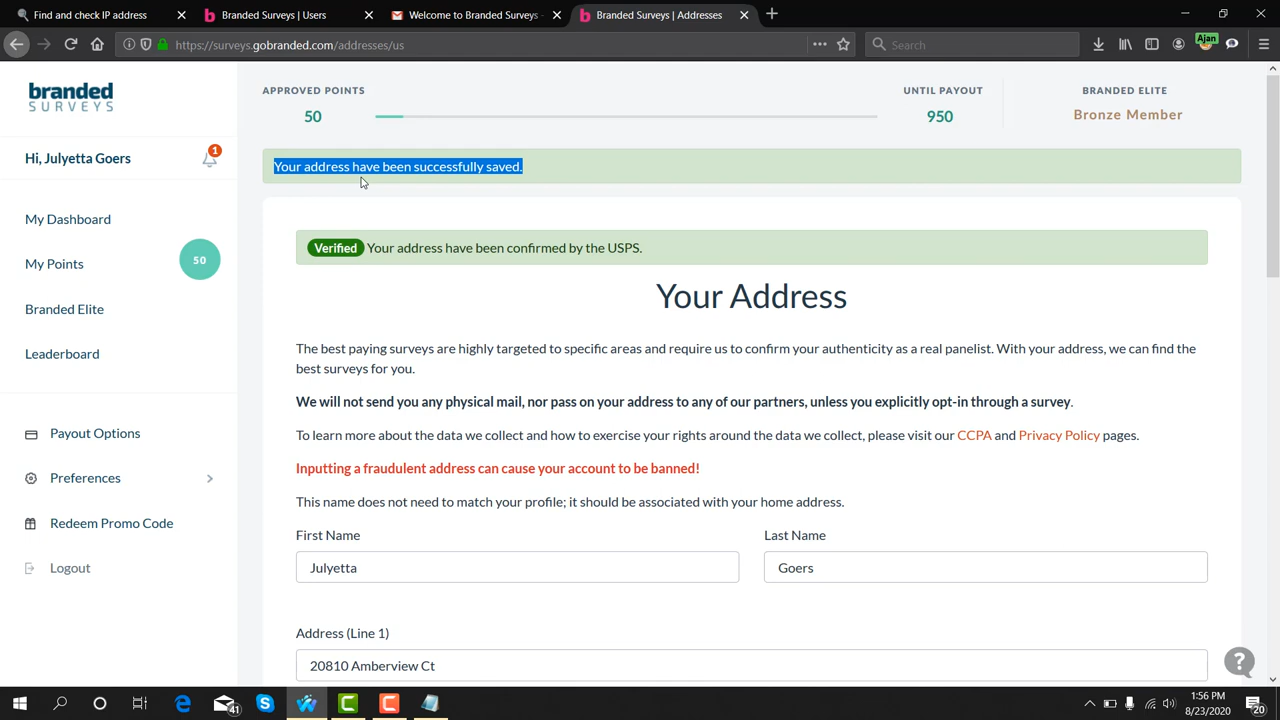 Find and check IP address
Branded Surveys | Users
Welcome to Branded Surveys -
Branded Surveys | Addresses
https://surveys.gobranded.com/addresses/us
Search
Ajan
branded
SURVEYS
APPROVED POINTS
50
UNTIL PAYOUT
950
BRANDED ELITE
Bronze Member
Hi, Julyetta Goers
1
Your address have been successfully saved.
My Dashboard
My Points
50
Branded Elite
Leaderboard
Payout Options
Preferences
Redeem Promo Code
Logout
Verified Your address have been confirmed by the USPS.
Your Address
The best paying surveys are highly targeted to specific areas and require us to confirm your authenticity as a real panelist. With your address, we can find the
best surveys for you.
We will not send you any physical mail, nor pass on your address to any of our partners, unless you explicitly opt-in through a survey.
To learn more about the data we collect and how to exercise your rights around the data we collect, please visit our CCPA and Privacy Policy pages.
Inputting a fraudulent address can cause your account to be banned!
This name does not need to match your profile; it should be associated with your home address.
First Name
Last Name
Julyetta
Goers
Address (Line 1)
20810 Amberview Ct
41
1:56 PM
8/23/2020
20